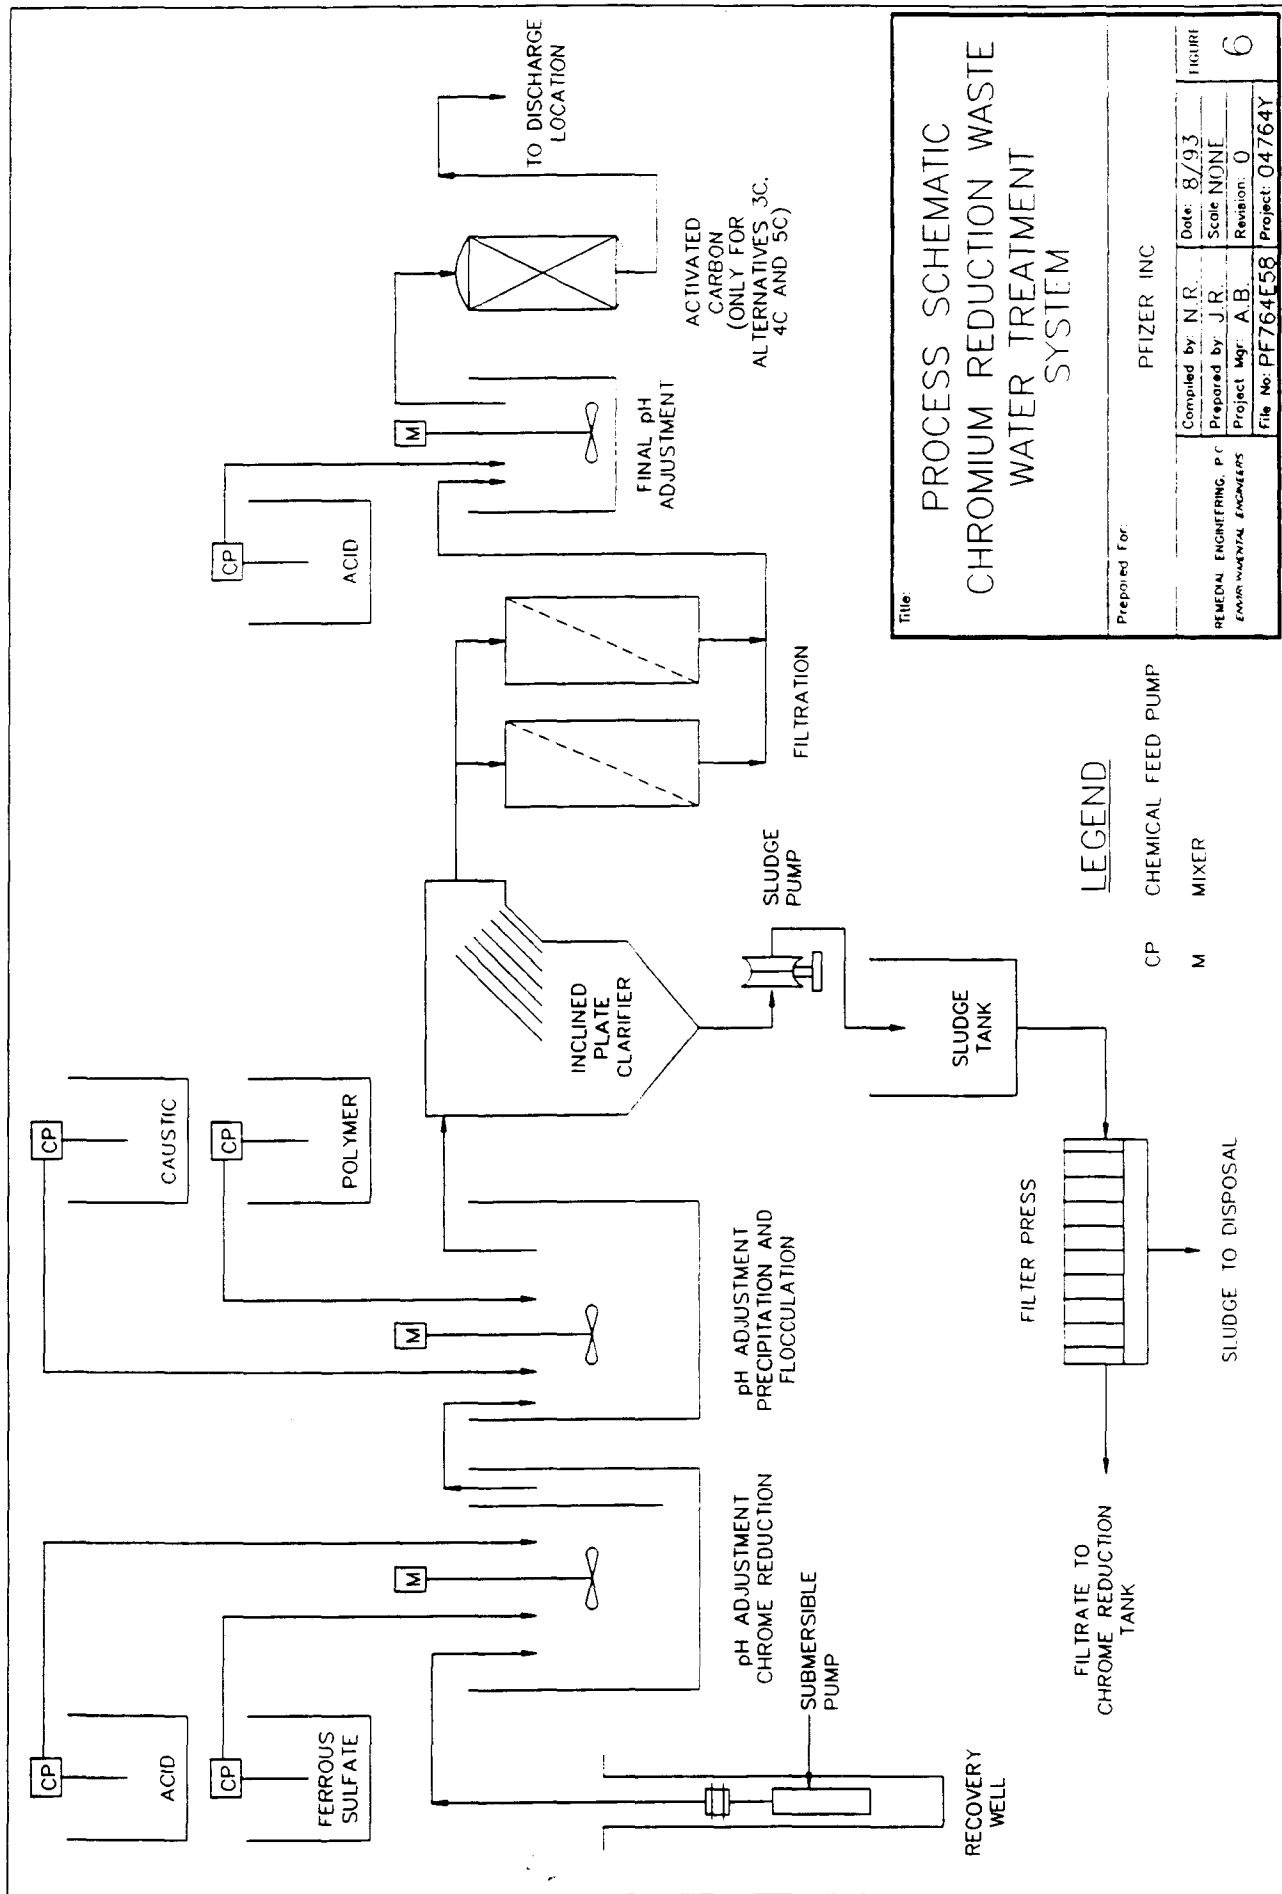 CP
ACID
CP
FERROUS
SULFATE
M
pH ADJUSTMENT
CHROME REDUCTION
SUBMERSIBLE
PUMP
RECOVERY
WELL
CP
CAUSTIC
CP
POLYMER
M
pH ADJUSTMENT
PRECIPITATION AND
FLOCCULATION
INCLINED
PLATE
CLARIFIER
SLUDGE
PUMP
SLUDGE
TANK
FILTER PRESS
FILTRATE TO
CHROME REDUCTION
TANK
SLUDGE TO DISPOSAL
FILTRATION
CP
ACID
M
FINAL pH
ADJUSTMENT
ACTIVATED
CARBON
(ONLY FOR
ALTERNATIVES 3C,
4C AND 5C)
TO DISCHARGE
LOCATION
LEGEND
CP CHEMICAL FEED PUMP
M MIXER
Title:
PROCESS SCHEMATIC
CHROMIUM REDUCTION WASTE
WATER TREATMENT
SYSTEM
Prepared For:
PFIZER INC
REMEDIAL ENGINEERING, P.C.
ENVIRONMENTAL ENGINEERS
Compiled by: N.R. Date: 8/93
Prepared by: J.R. Scale NONE
Project Mgr: A.B. Revision: 0
File No: PF764E58 Project: 04764Y
FIGURE
6